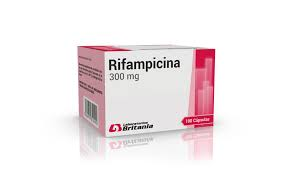 Rifampicina
300 mg
100 Cápsulas
Laboratorios
Britania